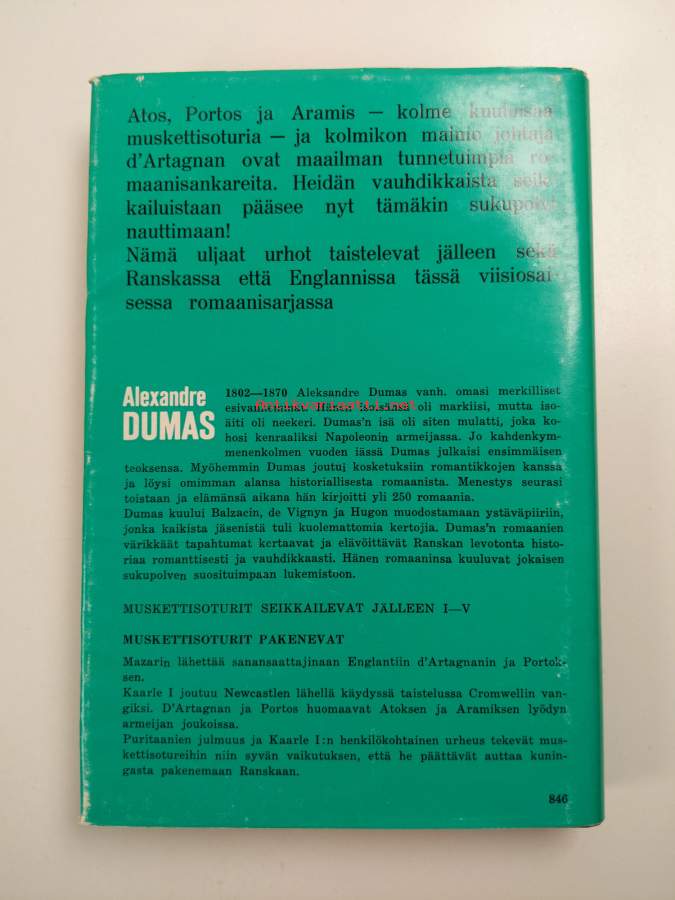 Atos, Portos ja Aramis — kolme kuuluisaa
muskettisoturia — ja kolmikon mainio johtaja
d'Artagnan ovat maailman tunnetuimpia ro-
maanisankareita. Heidän vauhdikkaista seik-
kailuistaan pääsee nyt tämäkin sukupolvi
nauttimaan!
Nämä uljaat urhot taistelevat jälleen sekä
Ranskassa että Englannissa tässä viisiosai-
sessa romaanisarjassa
Alexandre
DUMAS
1802—1870 Aleksandre Dumas vanh. omasi merkilliset
esivanhemmat. Hänen isoisänsä oli markiisi, mutta iso-
äiti oli neekeri. Dumas'n isä oli siten mulatti, joka ko-
hosi kenraaliksi Napoleonin armeijassa. Jo kahdenkym-
menenkolmen vuoden iässä Dumas julkaisi ensimmäisen
teoksensa. Myöhemmin Dumas joutui kosketuksiin romantikkojen kanssa
ja löysi omimman alansa historiallisesta romaanista. Menestys seurasi
toistaan ja elämänsä aikana hän kirjoitti yli 250 romaania.
Dumas kuului Balzacin, de Vignyn ja Hugon muodostamaan ystäväpiiriin,
jonka kaikista jäsenistä tuli kuolemattomia kertojia. Dumas'n romaanien
värikkäät tapahtumat kertaavat ja elävöittävät Ranskan levotonta histo-
riaa romanttisesti ja vauhdikkaasti. Hänen romaaninsa kuuluvat jokaisen
sukupolven suosituimpaan lukemistoon.
MUSKETTISOTURIT SEIKKAILEVAT JÄLLEEN I—V
MUSKETTISOTURIT PAKENEVAT
Mazarin lähettää sanansaattajinaan Englantiin d'Artagnanin ja Portok-
sen.
Kaarle I joutuu Newcastlen lähellä käydyssä taistelussa Cromwellin van-
giksi. D'Artagnan ja Portos huomaavat Atoksen ja Aramiksen lyödyn
armeijan joukoissa.
Puritaanien julmuus ja Kaarle I:n henkilökohtainen urheus tekevät mus-
kettisotureihin niin syvän vaikutuksen, että he päättävät auttaa kunin-
gasta pakenemaan Ranskaan.
846